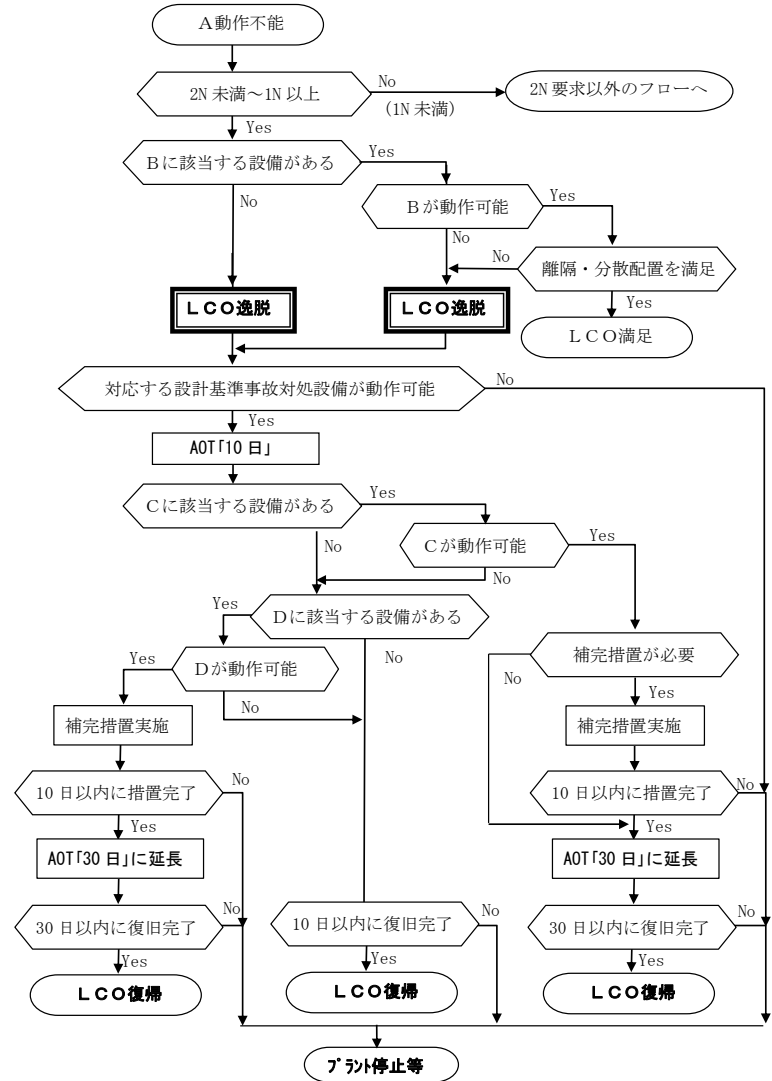 A動作不能
2N 未満～1N 以上
No
(1N 未満)
2N 要求以外のフローへ
Yes
Bに該当する設備がある
Yes
No
Bが動作可能
Yes
No
No
離隔・分散配置を満足
Yes
LCO逸脱
LCO逸脱
LCO満足
対応する設計基準事故対処設備が動作可能
No
Yes
AOT「10 日」
Cに該当する設備がある
Yes
No
Cが動作可能
Yes
No
Yes
Dに該当する設備がある
No
Yes
Dが動作可能
No
補完措置が必要
No
Yes
補完措置実施
補完措置実施
10 日以内に措置完了
No
10 日以内に措置完了
No
Yes
Yes
AOT「30 日」に延長
AOT「30 日」に延長
30 日以内に復旧完了
No
10 日以内に復旧完了
No
30 日以内に復旧完了
No
Yes
Yes
Yes
LCO復帰
LCO復帰
LCO復帰
プラント停止等